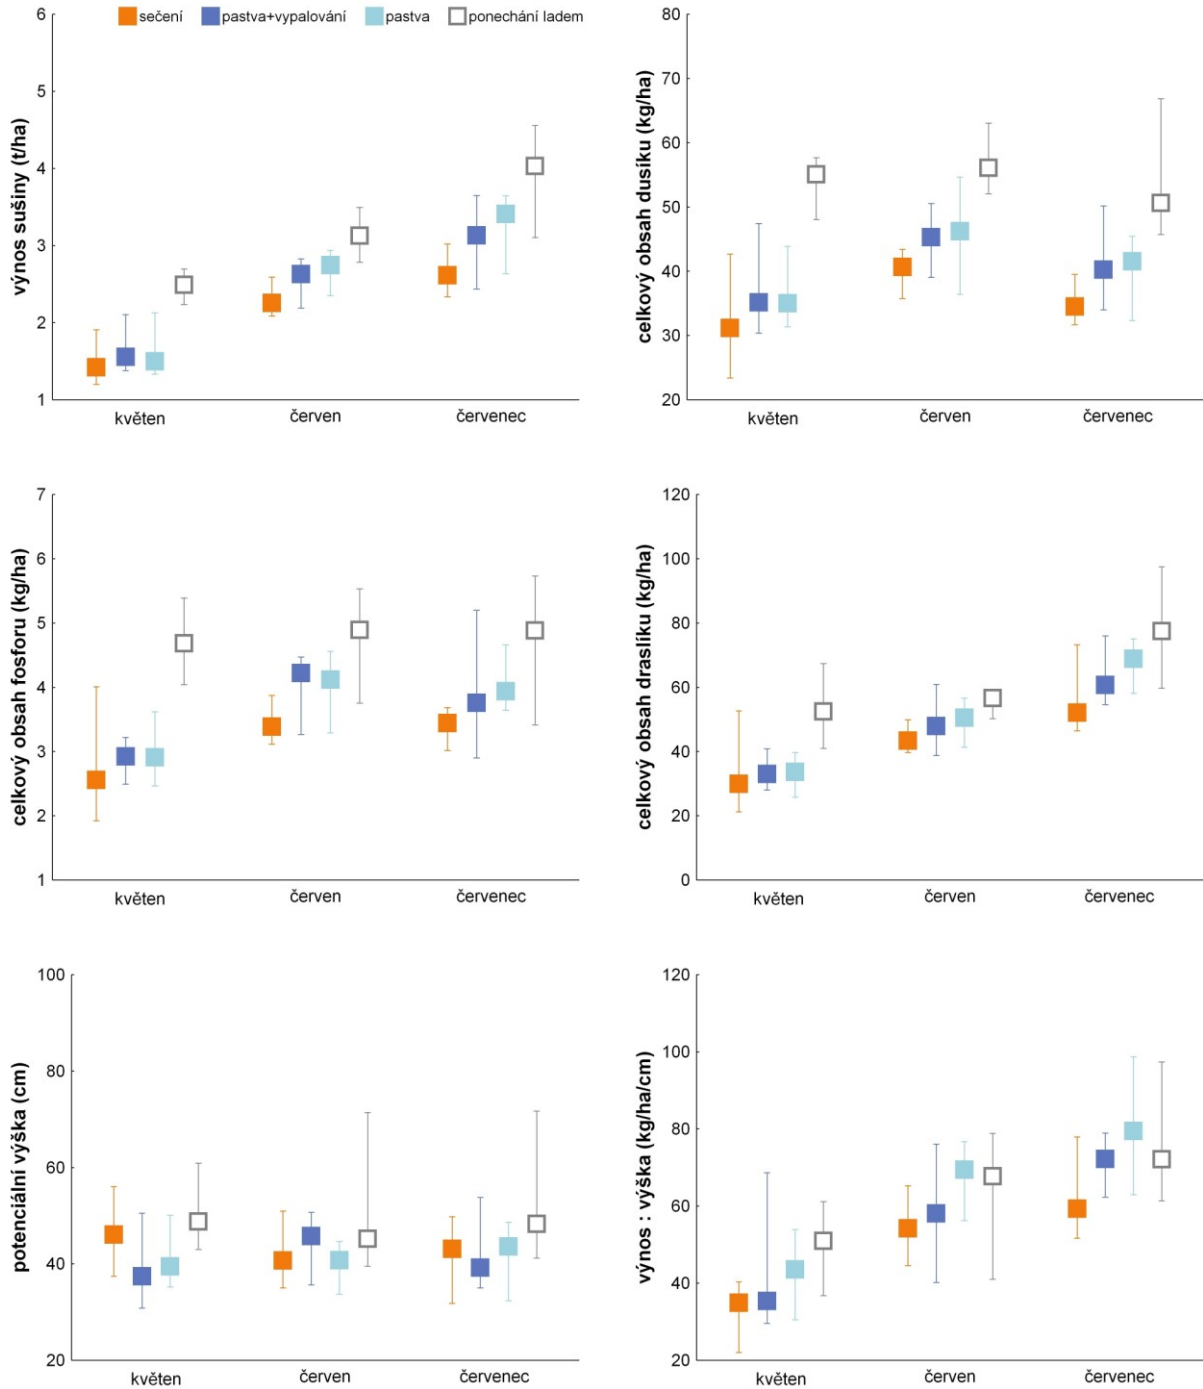 sečení pastva+vypalování pastva ponechání ladem
výnos sušiny (t/ha)
6
5
4
3
2
1
květen červen červenec
celkový obsah dusíku (kg/ha)
80
70
60
50
40
30
20
květen červen červenec
celkový obsah fosforu (kg/ha)
7
6
5
4
3
2
1
květen červen červenec
celkový obsah draslíku (kg/ha)
120
100
80
60
40
20
0
květen červen červenec
potenciální výška (cm)
100
80
60
40
20
květen červen červenec
výnos : výška (kg/ha/cm)
120
100
80
60
40
20
květen červen červenec